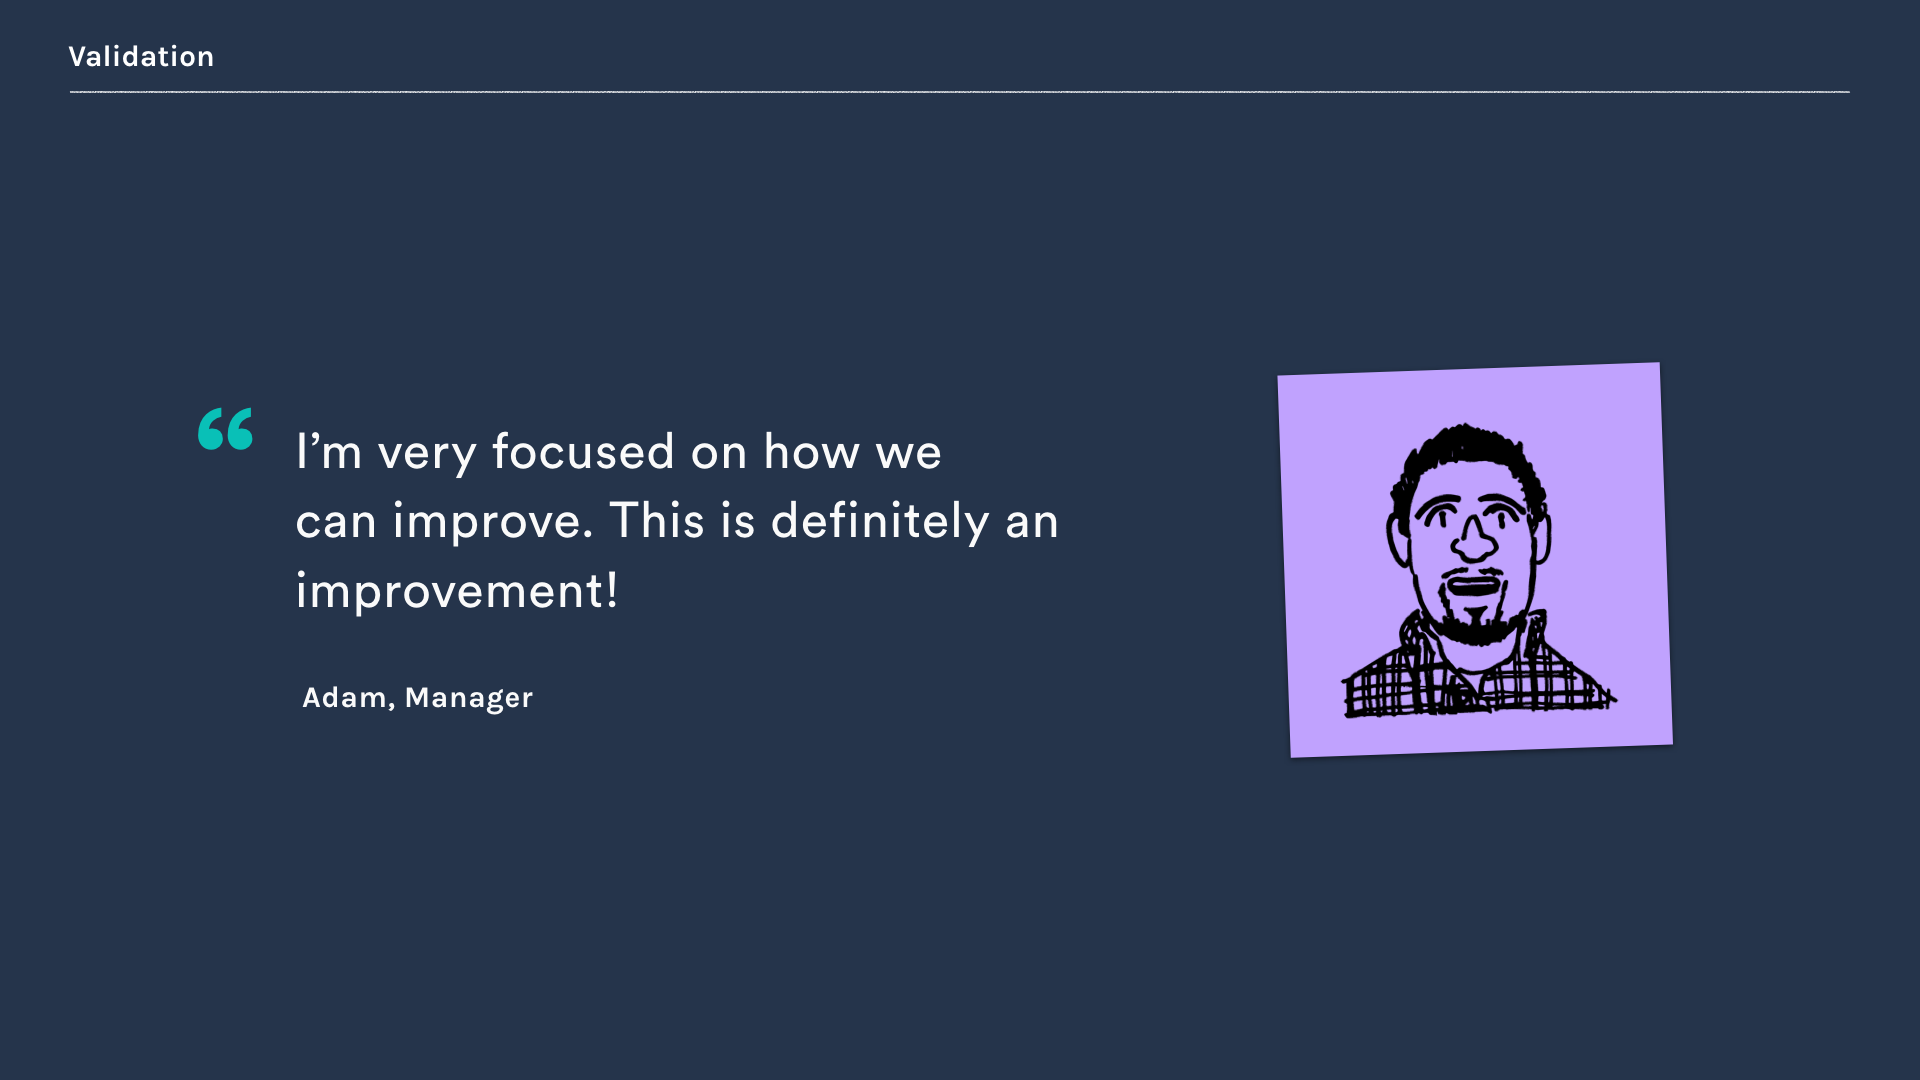 Validation
“ I’m very focused on how we
can improve. This is definitely an
improvement!
Adam, Manager